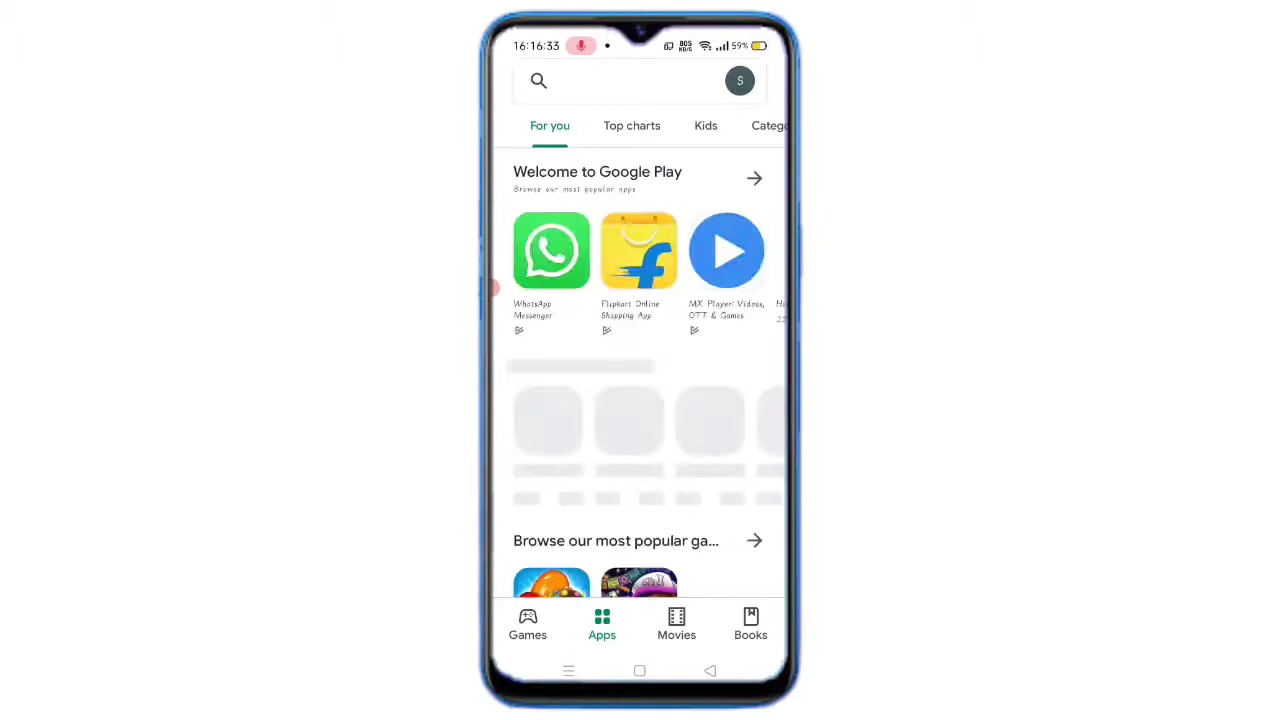 16:16:33 805 KB/S 59%
S
For you Top charts Kids Catego
Welcome to Google Play
Browse our most popular apps
WhatsApp Messenger
Flipkart Online Shopping App
MX Player: Videos, OTT & Games
Browse our most popular ga...
Games Apps Movies Books